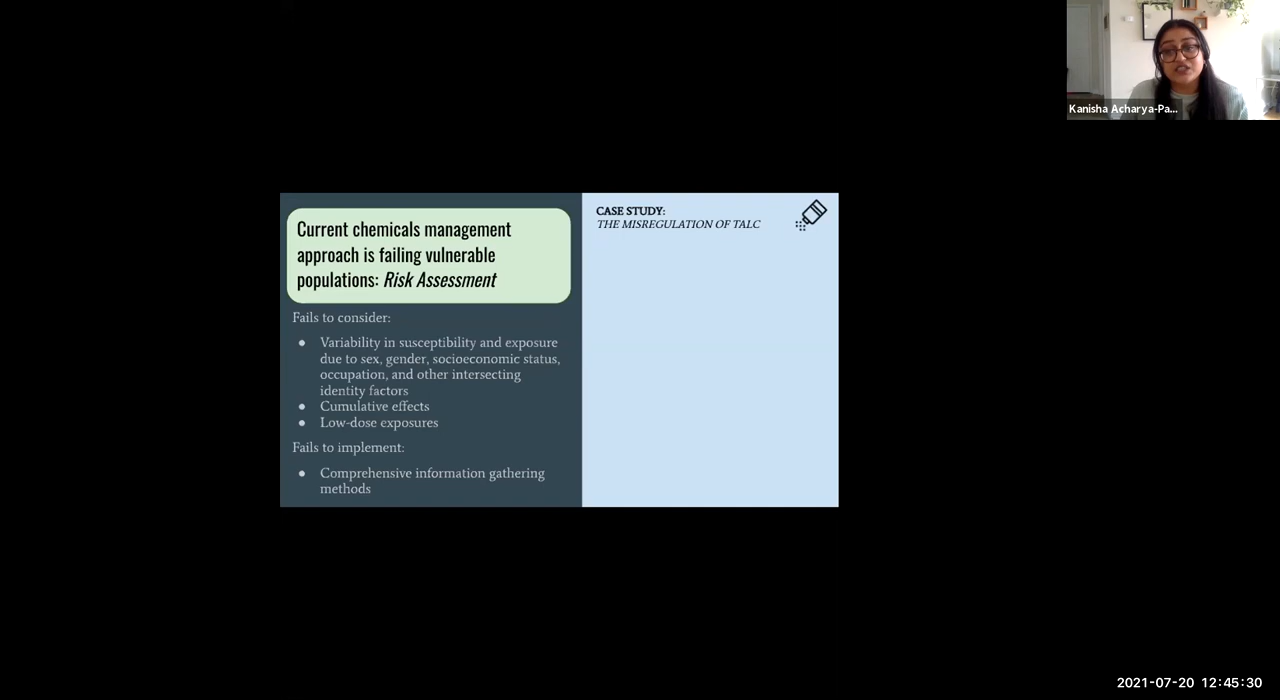 Kanisha Acharya-Pa...
Current chemicals management
approach is failing vulnerable
populations: Risk Assessment
Fails to consider:
● Variability in susceptibility and exposure
due to sex, gender, socioeconomic status,
occupation, and other intersecting
identity factors
● Cumulative effects
● Low-dose exposures
Fails to implement:
● Comprehensive information gathering
methods
CASE STUDY:
THE MISREGULATION OF TALC
2021-07-20 12:45:30